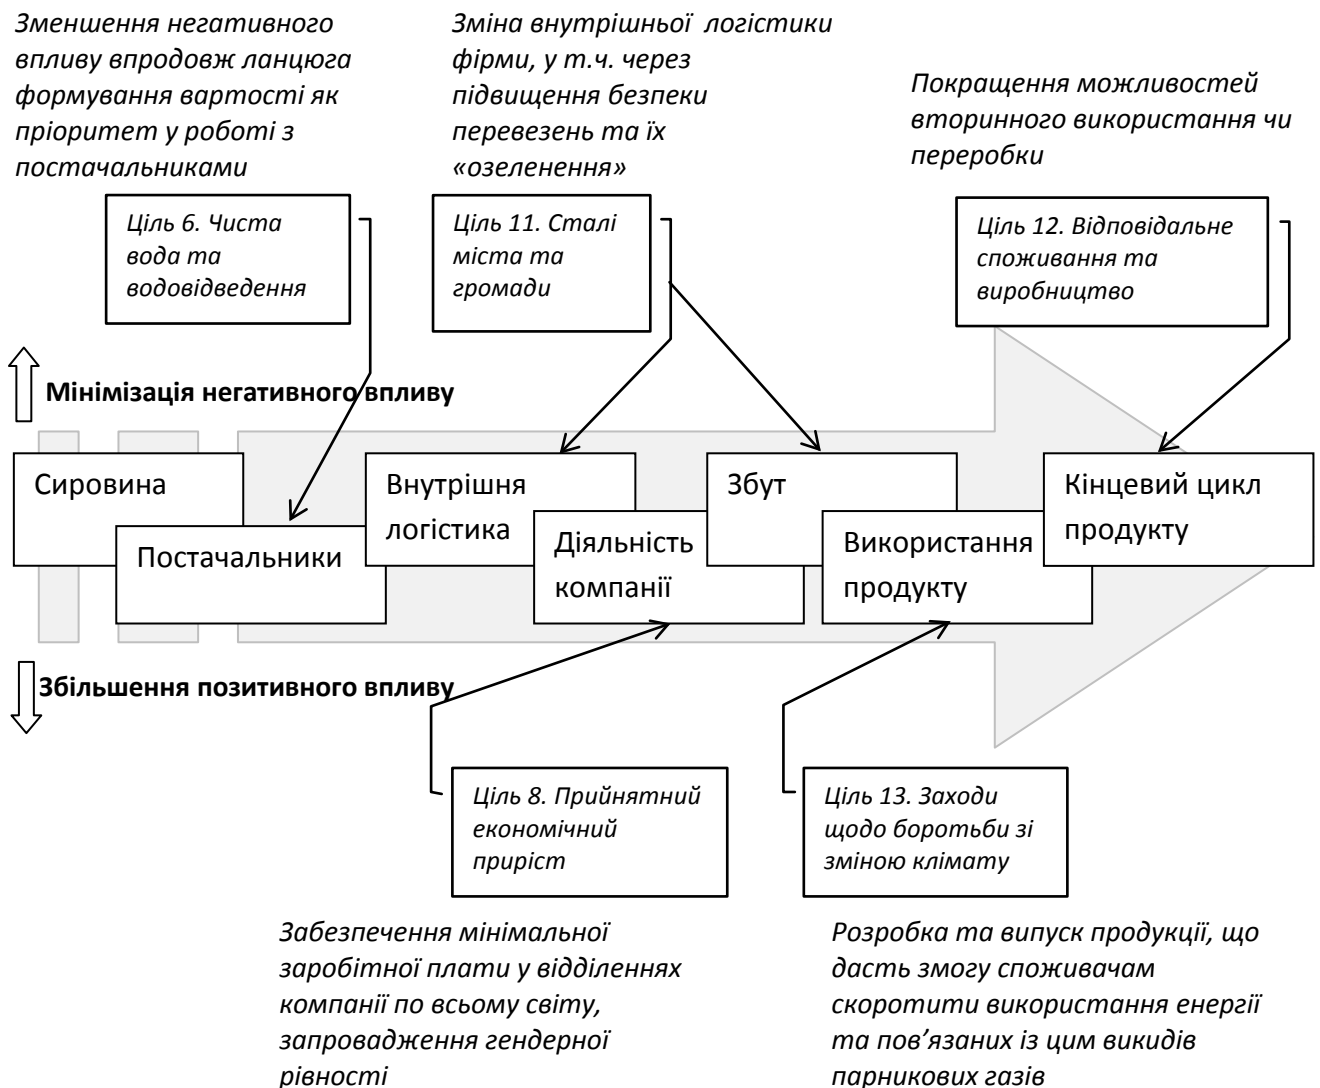 Зменшення негативного
впливу впродовж ланцюга
формування вартості як
пріоритет у роботі з
постачальниками
Зміна внутрішньої логістики
фірми, у т.ч. через
підвищення безпеки
перевезень та їх
«озеленення»
Покращення можливостей
вторинного використання чи
переробки
Ціль 6. Чиста
вода та
водовідведення
Ціль 11. Сталі
міста та
громади
Ціль 12. Відповідальне
споживання та
виробництво
Мінімізація негативного впливу
Сировина
Постачальники
Внутрішня
логістика
Діяльність
компанії
Збут
Використання
продукту
Кінцевий цикл
продукту
Збільшення позитивного впливу
Ціль 8. Прийнятний
економічний
приріст
Ціль 13. Заходи
щодо боротьби зі
зміною клімату
Забезпечення мінімальної
заробітної плати у відділеннях
компанії по всьому світу,
запровадження гендерної
рівності
Розробка та випуск продукції, що
дасть змогу споживачам
скоротити використання енергії
та пов’язаних із цим викидів
парникових газів